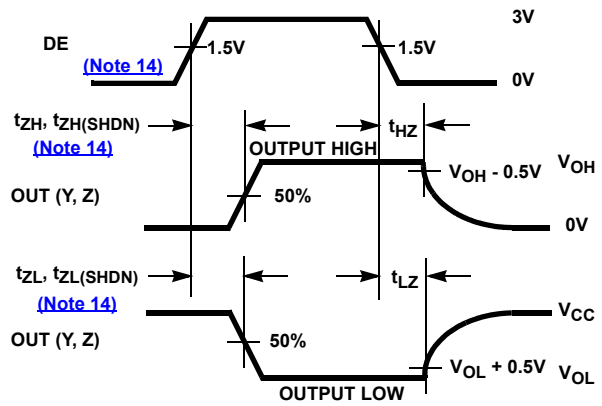 3V
DE
1.5V
1.5V
(Note 14)
0V
tZH, tZH(SHDN)
tHZ
(Note 14)
OUTPUT HIGH
VOH - 0.5V
VOH
OUT (Y, Z)
50%
0V
tZL, tZL(SHDN)
tLZ
(Note 14)
VCC
OUT (Y, Z)
50%
VOL + 0.5V
VOL
OUTPUT LOW